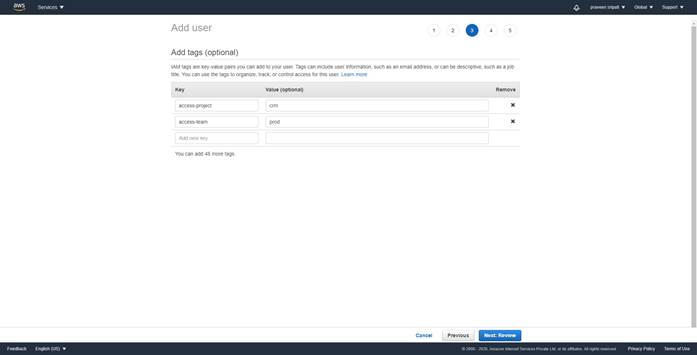 aws
Services
praveen sripati
Global
Support
Add user
1 2 3 4 5
Add tags (optional)
IAM tags are key-value pairs you can add to your user. Tags can include user information, such as an email address, or can be descriptive, such as a job
title. You can use the tags to organize, track, or control access for this user. Learn more
Key Value (optional) Remove
access-project crm
access-team prod
Add new key
You can add 48 more tags.
Cancel Previous Next: Review
Feedback English (US) © 2008 - 2020, Amazon Internet Services Private Ltd. or its affiliates. All rights reserved. Privacy Policy Terms of Use